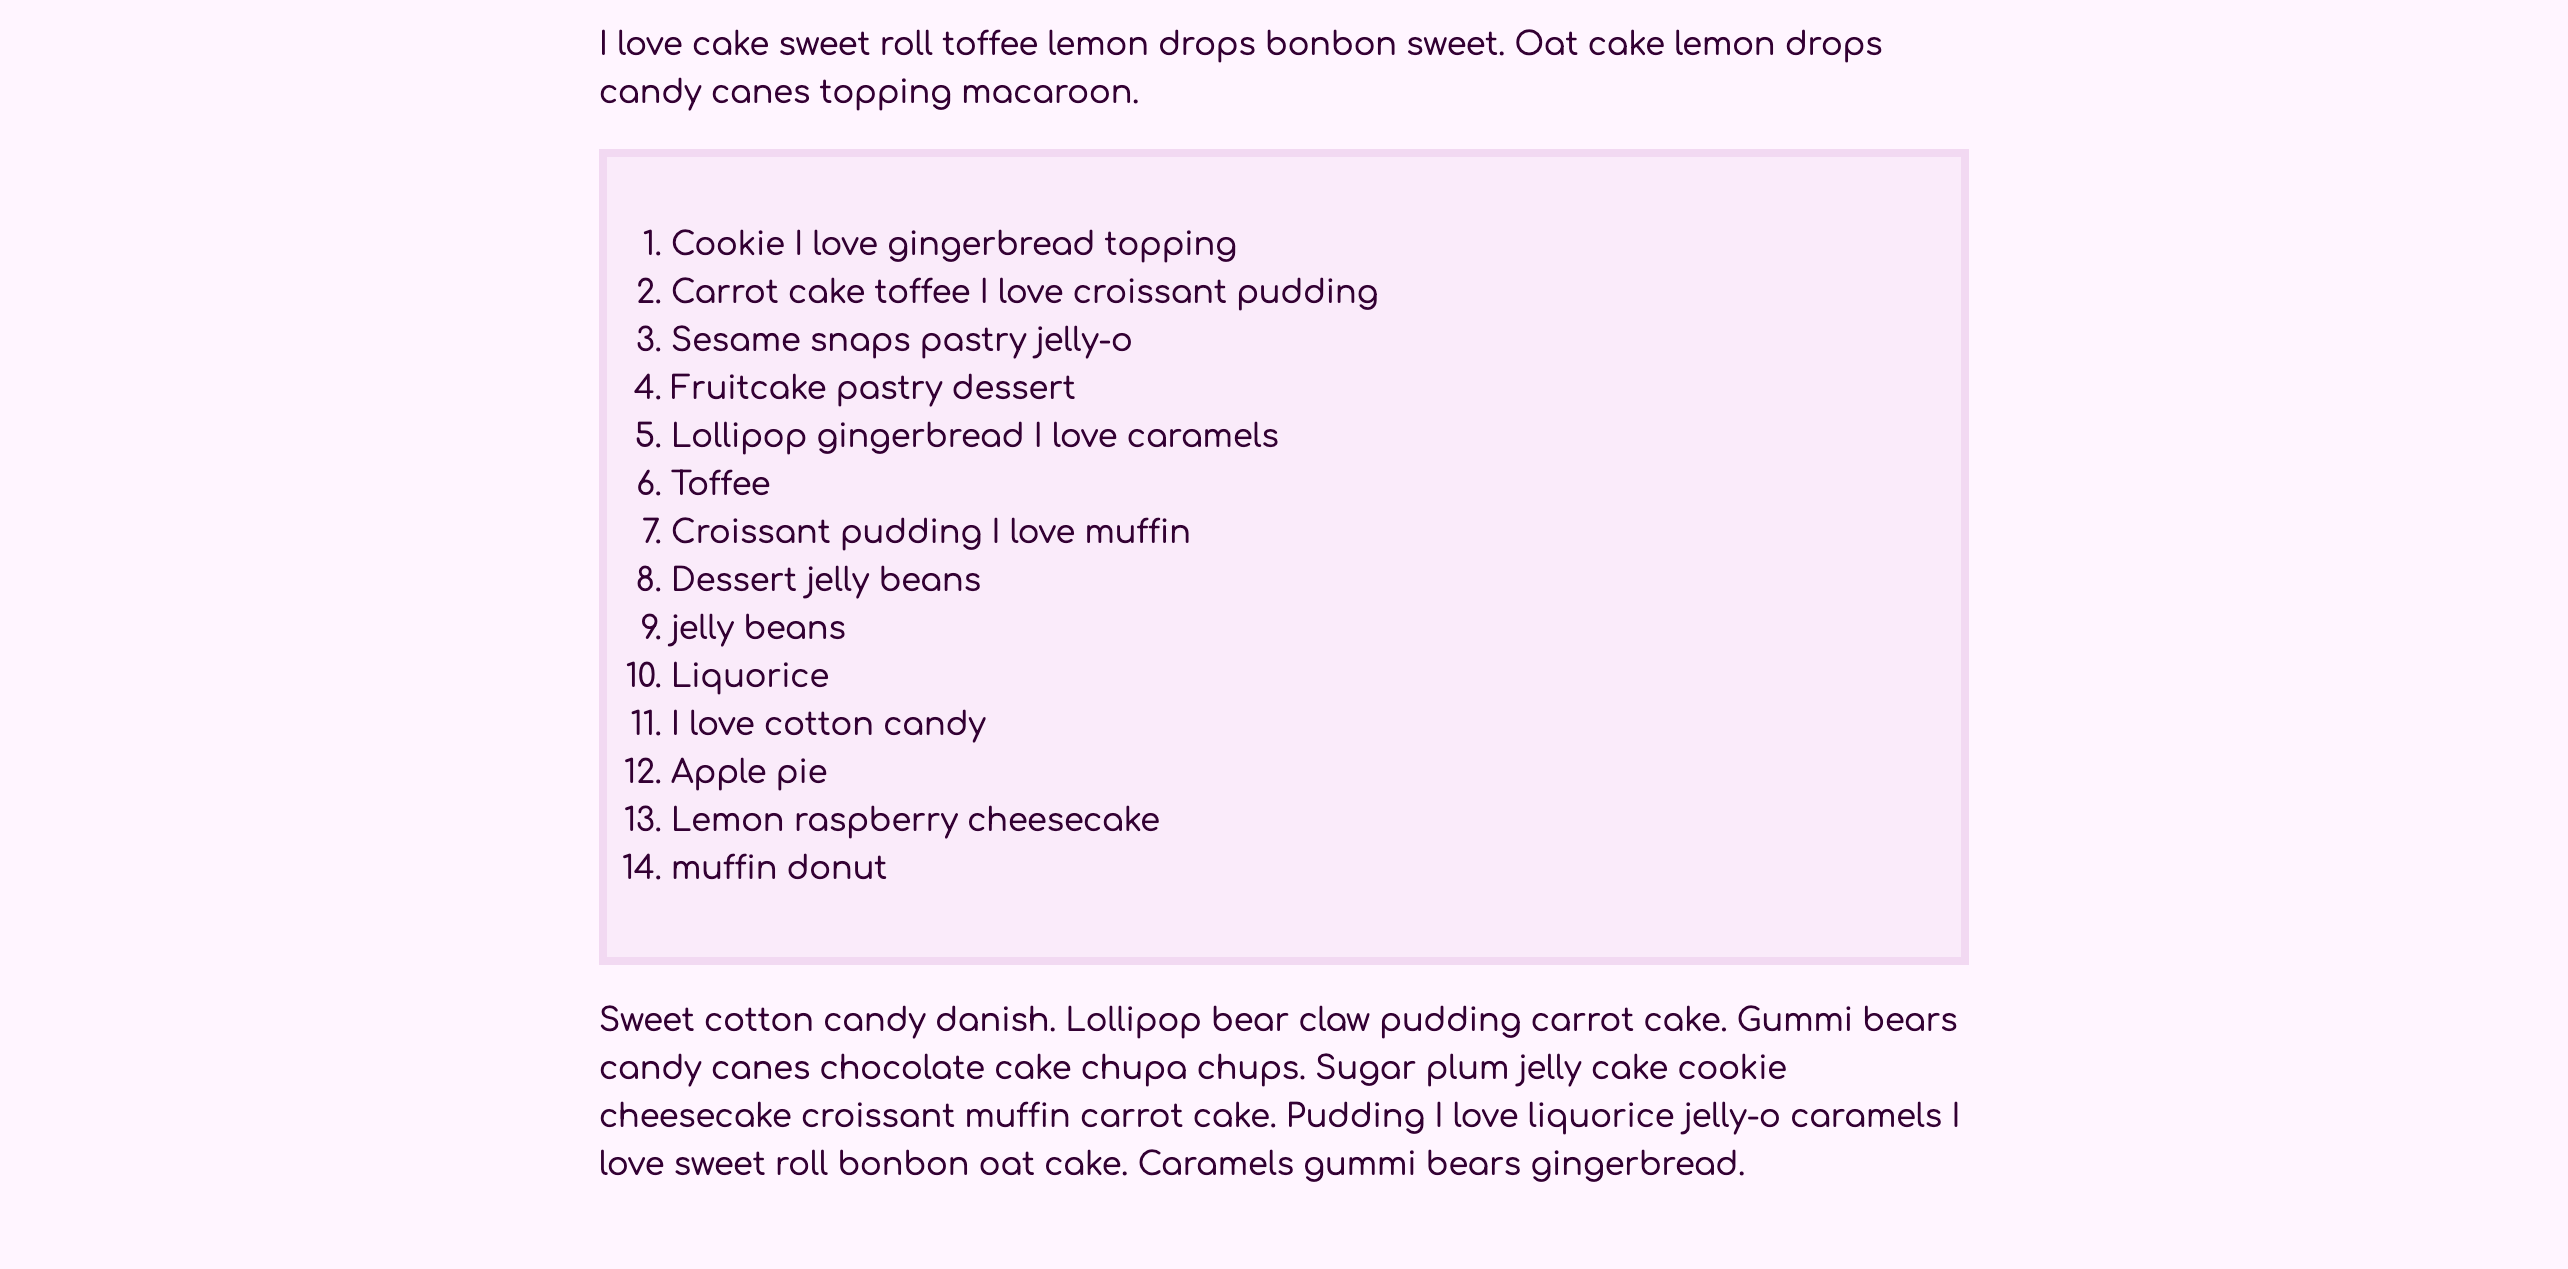 I love cake sweet roll toffee lemon drops bonbon sweet. Oat cake lemon drops
candy canes topping macaroon.
1. Cookie I love gingerbread topping
2. Carrot cake toffee I love croissant pudding
3. Sesame snaps pastry jelly-o
4. Fruitcake pastry dessert
5. Lollipop gingerbread I love caramels
6. Toffee
7. Croissant pudding I love muffin
8. Dessert jelly beans
9. jelly beans
10. Liquorice
11. I love cotton candy
12. Apple pie
13. Lemon raspberry cheesecake
14. muffin donut
Sweet cotton candy danish. Lollipop bear claw pudding carrot cake. Gummi bears
candy canes chocolate cake chupa chups. Sugar plum jelly cake cookie
cheesecake croissant muffin carrot cake. Pudding I love liquorice jelly-o caramels I
love sweet roll bonbon oat cake. Caramels gummi bears gingerbread.